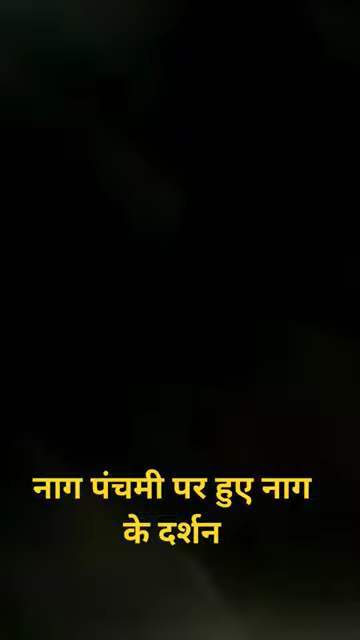 नाग पंचमी पर हुए नाग
के दर्शन